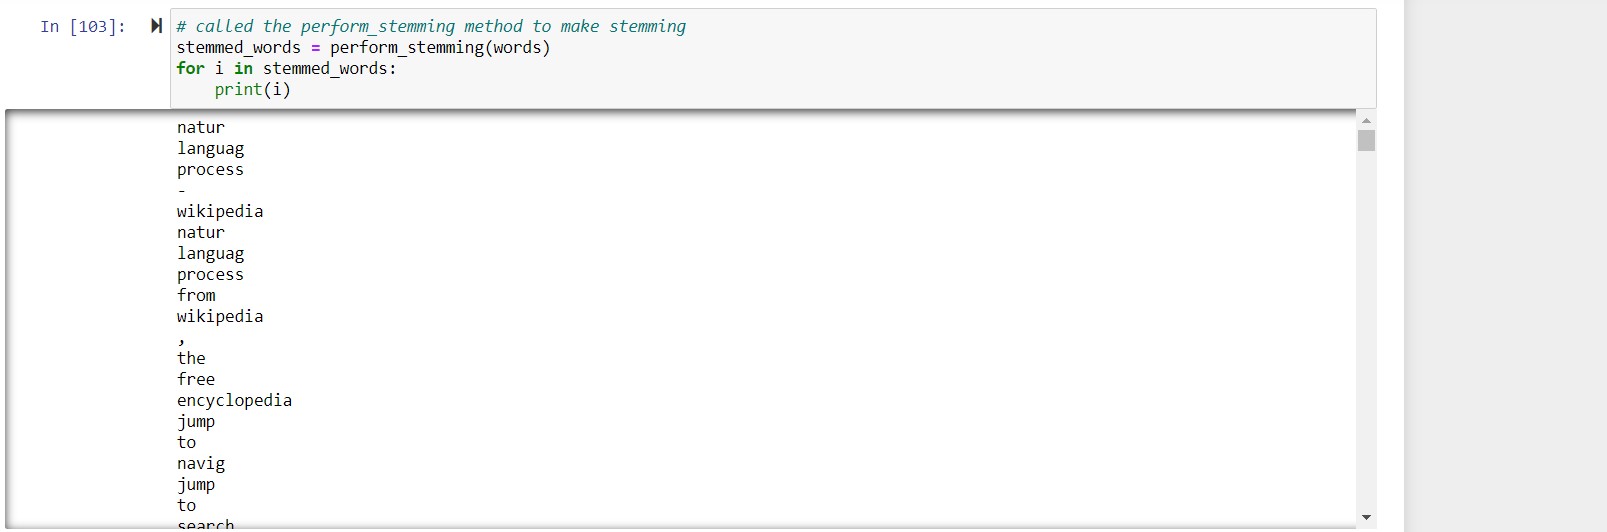 In [103]:
# called the perform_stemming method to make stemming
stemmed_words = perform_stemming(words)
for i in stemmed_words:
    print(i)
natur
languag
process
-
wikipedia
natur
languag
process
from
wikipedia
,
the
free
encyclopedia
jump
to
navig
jump
to
search